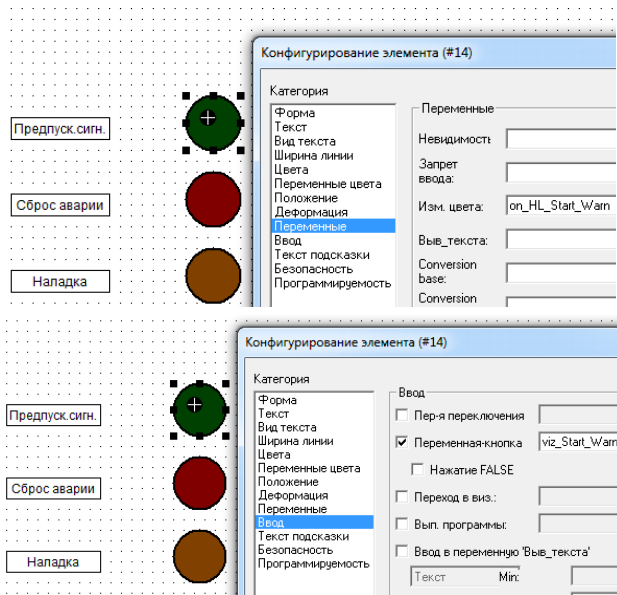 Конфигурирование элемента (#14)
Категория
Форма
Текст
Вид текста
Ширина линии
Цвета
Переменные цвета
Положение
Деформация
Переменные
Ввод
Текст подсказки
Безопасность
Программируемость
Переменные
Невидимость
Запрет
ввода:
Изм. цвета: on_HL_Start_Warn
Выв_текста:
Conversion
base:
Conversion
Предпуск.сигн.
Сброс аварии
Наладка
Конфигурирование элемента (#14)
Категория
Форма
Текст
Вид текста
Ширина линии
Цвета
Переменные цвета
Положение
Деформация
Переменные
Ввод
Текст подсказки
Безопасность
Программируемость
Ввод
Пер-я переключения
Переменная-кнопка viz_Start_Warn
Нажатие FALSE
Переход в виз.:
Вып. программы:
Ввод в переменную 'Выв_текста'
Текст Min:
Предпуск.сигн.
Сброс аварии
Наладка